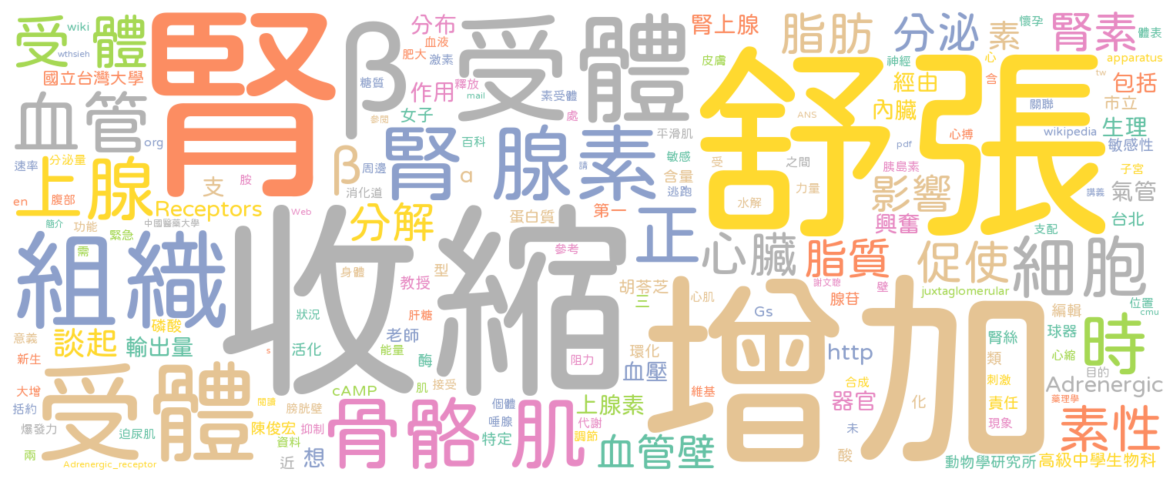 受體
wiki
wthsieh
國立台灣大學
血管
腎
β
受體
分布
血液
肥大
激素
糖質
作用
釋放
mail
素受體
女子
參閱
腎上腺
脂肪
分泌
素
腎素
懷孕
體表
神經
心
含
apparatus
包括
TW
經由
內臟
皮膚
處
平滑肌
ANS
舒張
關聯
市立
wikipedia
生理
心搏
pdf
敏感性
速率
分泌量
org
上腺
en
腹部
支
胺
β
周邊
消化道
腎
百科
α
腺素
請
敏感
含量
逃跑
受
之間
力量
胰島素
影響
子宮
氣管
水解
講義
興奮
支配
台北
Receptors
Web
簡介
功能
中國醫藥大學
緊急
需
分解
蛋白質
第一
參考
正
心臟
脂質
促使
細胞
謝文聰
壁
組織
收縮
身體
教授
型
胡苓芝
三
心肌
腺苷
juxtaglomerular
位置
cmu
磷酸
狀況
肝糖
Gs
增加
編輯
腎絲
球器
時
意義
談起
輸出量
新生
s
活化
老師
能量
酶
阻力
環化
血壓
http
類
心縮
目的
Adrenergic
大增
受體
括約
爆發力
迫尿肌
兩
閱讀
cAMP
肌
接受
維基
合成
刺激
藥理學
膀胱壁
骨骼肌
個體
唾腺
特定
上腺素
代謝
調節
器官
化
責任
現象
素性
陳俊宏
抑制
百科
近
想
血管壁
未
酸
Adrenergic_receptor
動物學研究所
高級中學生物科